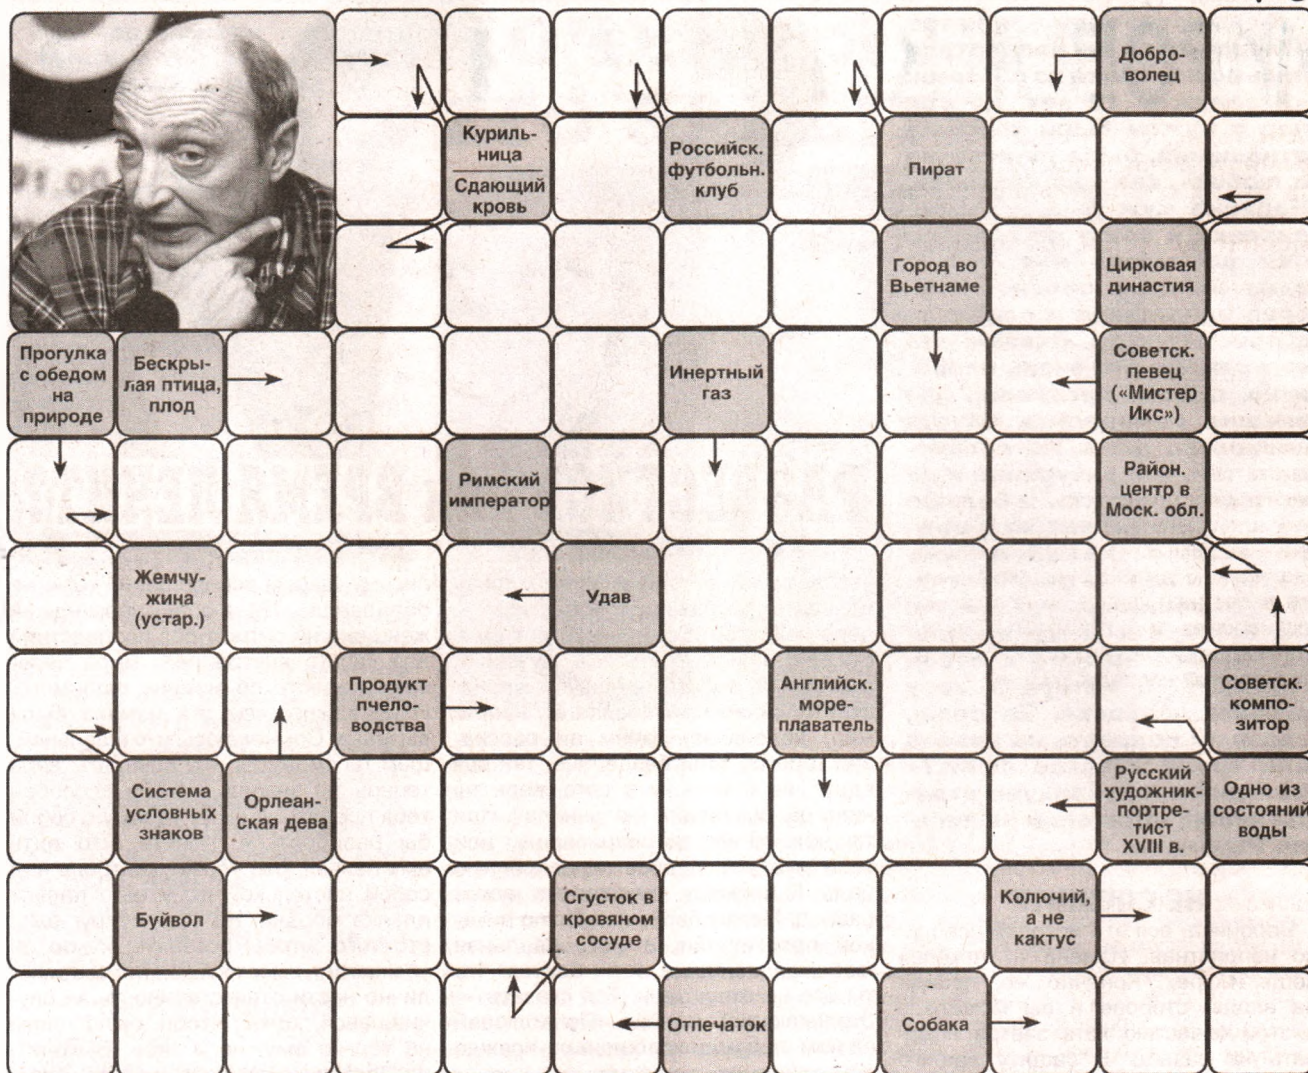 Добро-
волец
Куриль-
ница
Сдающий
кровь
Российск.
футбольн.
клуб
Пират
Город во
Вьетнаме
Цирковая
династия
Прогулка
с обедом
на
природе
Бескры-
лая птица,
плод
Инертный
газ
Советск.
певец
(«Мистер
Икс»)
Римский
император
Район.
центр в
Моск. обл.
Жемчу-
жина
(устар.)
Удав
Продукт
пчело-
водства
Английск.
море-
плаватель
Советск.
компо-
зитор
Система
условных
знаков
Орлеан-
ская дева
Русский
художник-
портре-
тист
XVIII в.
Одно из
состояний
воды
Буйвол
Сгусток в
кровяном
сосуде
Колючий,
а не
кактус
Отпечаток
Собака